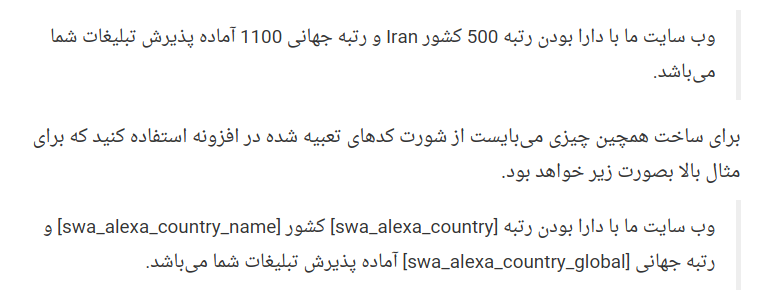 وب سایت ما با دارا بودن رتبه 500 کشور Iran و رتبه جهانی 1100 آماده پذیرش تبلیغات شما
می‌باشد.
برای ساخت همچین چیزی می‌بایست از شورت کدهای تعبیه شده در افزونه استفاده کنید که برای
مثال بالا بصورت زیر خواهد بود.
وب سایت ما با دارا بودن رتبه [swa_alexa_country] کشور [swa_alexa_country_name] و
رتبه جهانی [swa_alexa_country_global] آماده پذیرش تبلیغات شما می‌باشد.